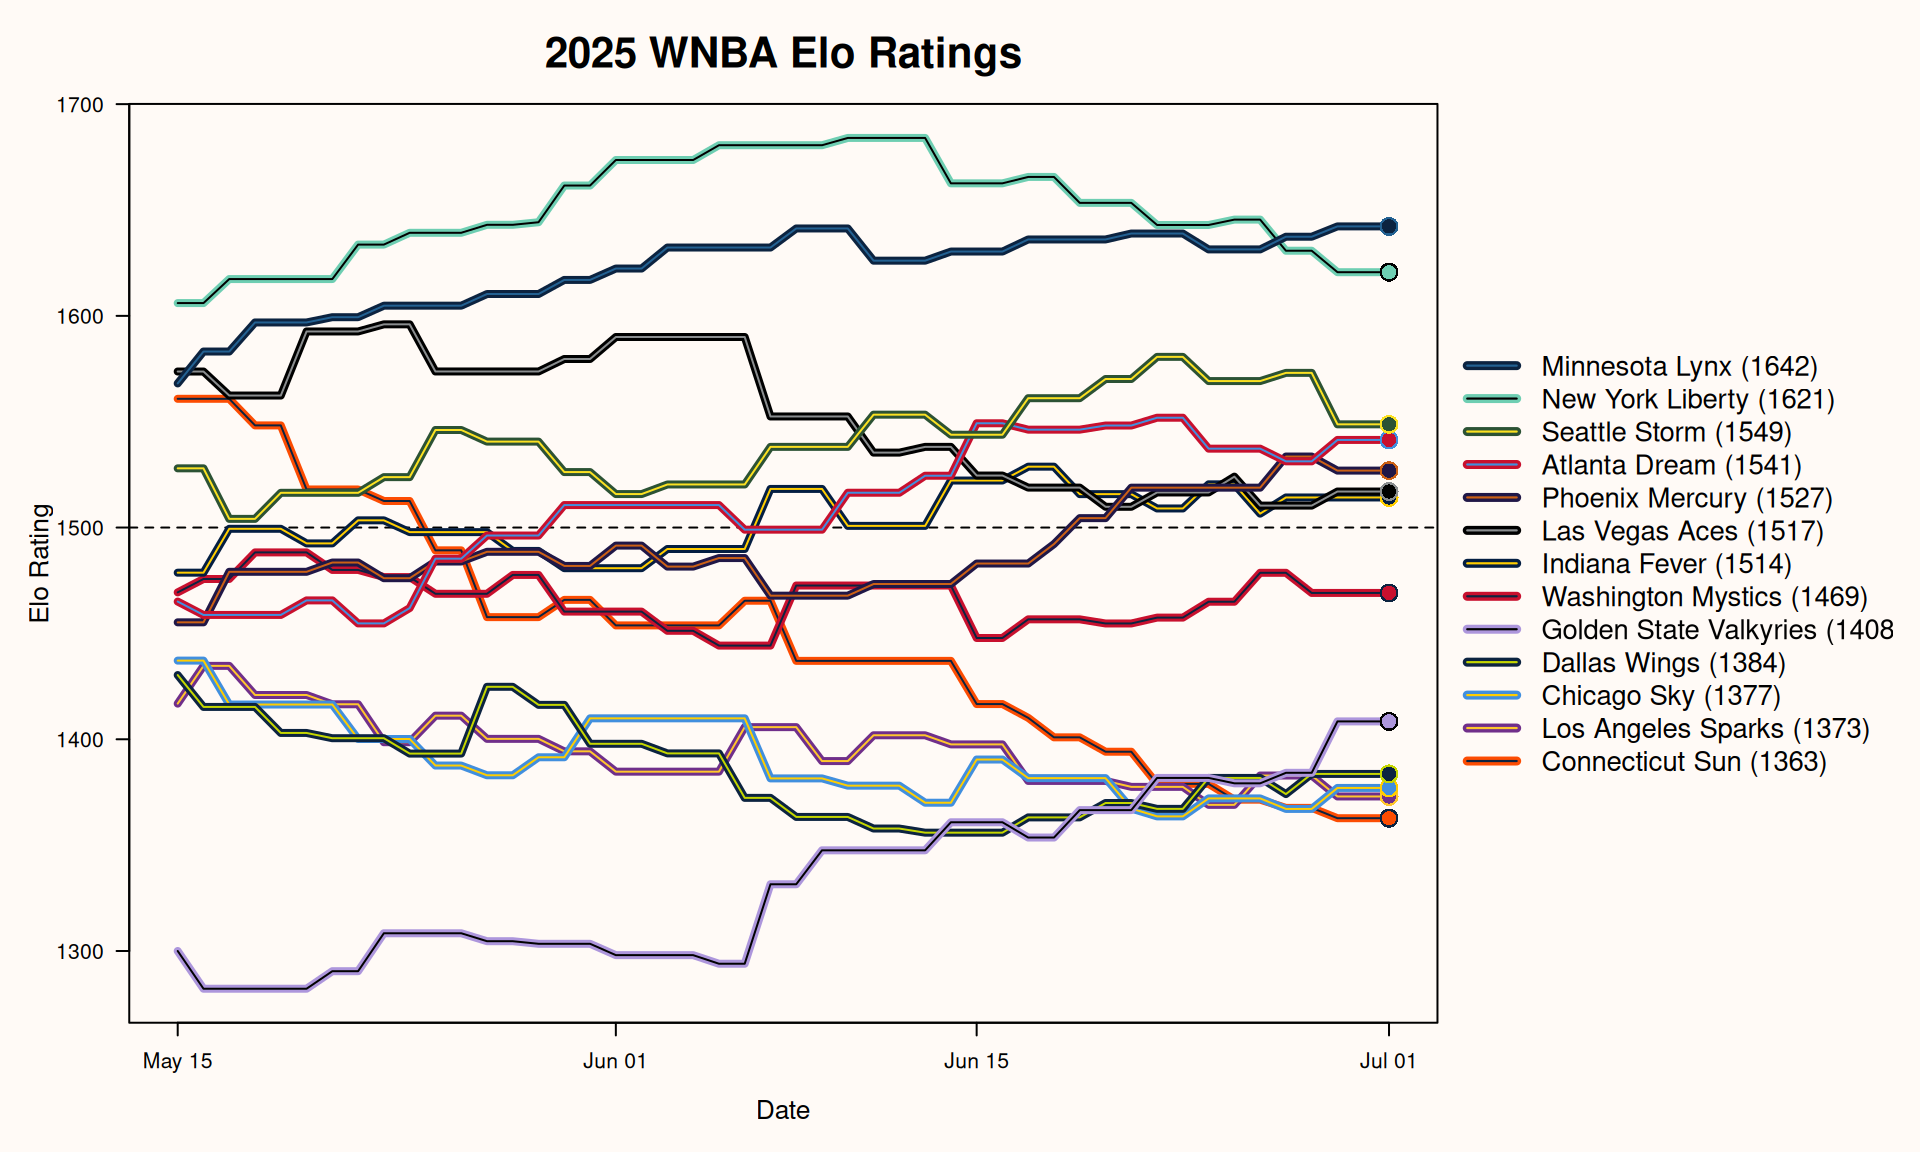 2025 WNBA Elo Ratings
1700
1600
1500
1400
1300
Elo Rating
May 15
Jun 01
Jun 15
Jul 01
Date
Minnesota Lynx (1642)
New York Liberty (1621)
Seattle Storm (1549)
Atlanta Dream (1541)
Phoenix Mercury (1527)
Las Vegas Aces (1517)
Indiana Fever (1514)
Washington Mystics (1469)
Golden State Valkyries (1408
Dallas Wings (1384)
Chicago Sky (1377)
Los Angeles Sparks (1373)
Connecticut Sun (1363)